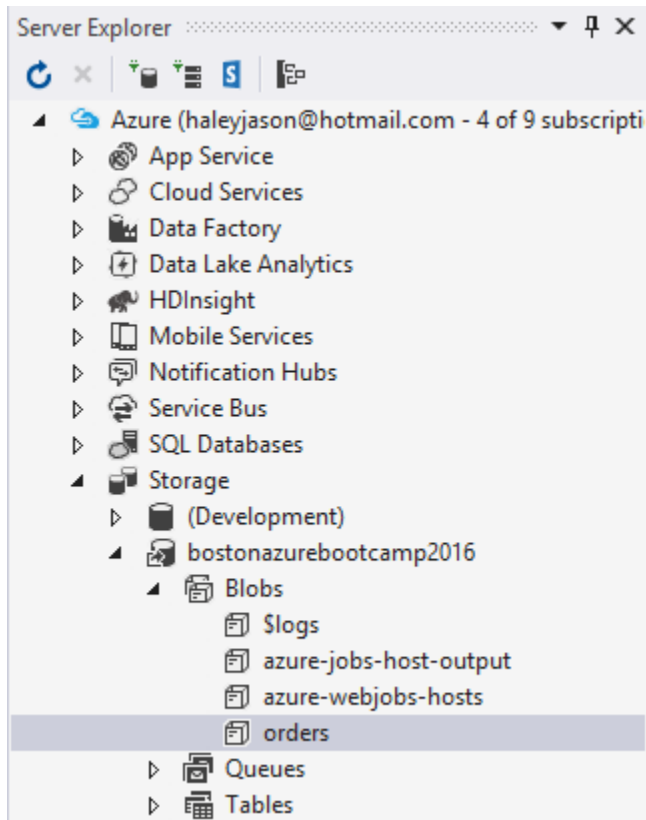 Server Explorer
Azure (haleyjason@hotmail.com - 4 of 9 subscripti
App Service
Cloud Services
Data Factory
Data Lake Analytics
HDInsight
Mobile Services
Notification Hubs
Service Bus
SQL Databases
Storage
(Development)
bostonazurebootcamp2016
Blobs
$logs
azure-jobs-host-output
azure-webjobs-hosts
orders
Queues
Tables